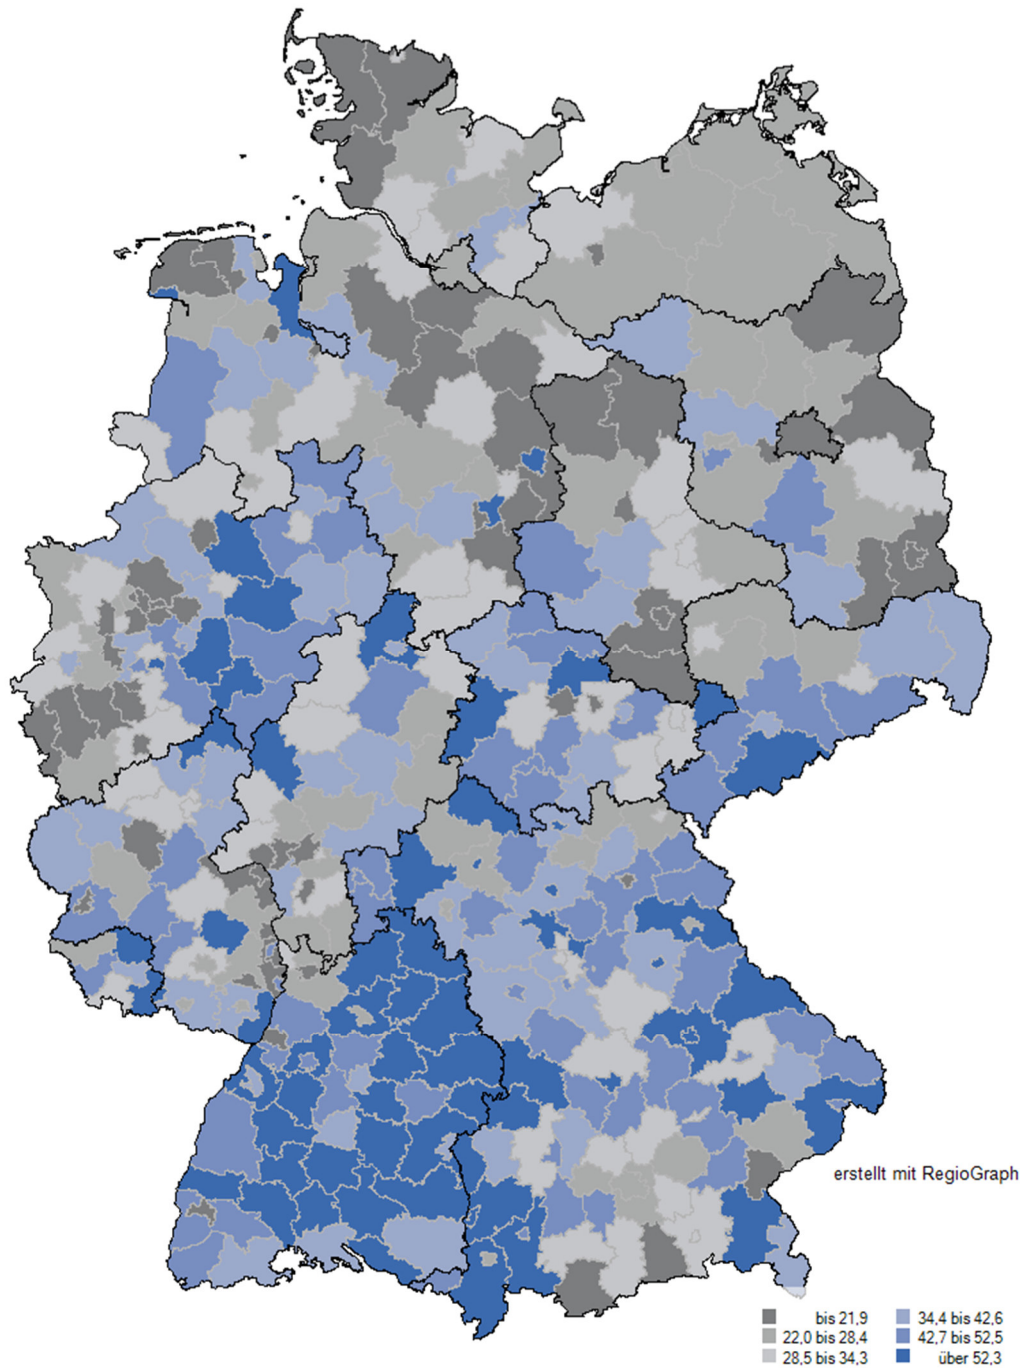 erstellt mit RegioGraph
bis 21,9
22,0 bis 28,4
28,5 bis 34,3
34,4 bis 42,6
42,7 bis 52,5
über 52,3